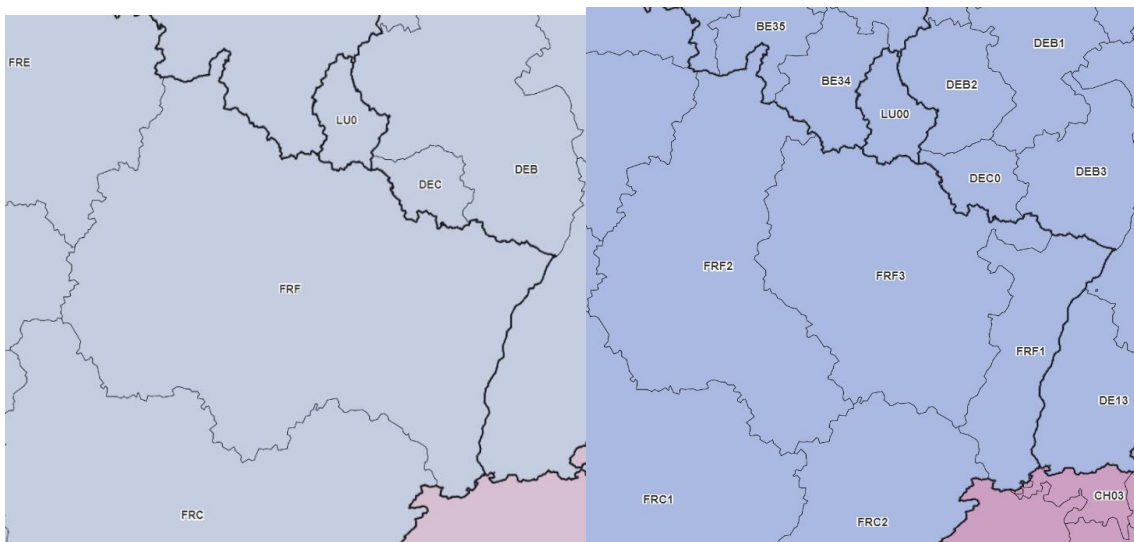 FRE
LU0
DEB
DEC
FRF
FRC
BE35
DEB1
BE34
DEB2
LU00
DEB3
DEC0
FRF2
FRF3
FRF1
DE13
CH03
FRC1
FRC2